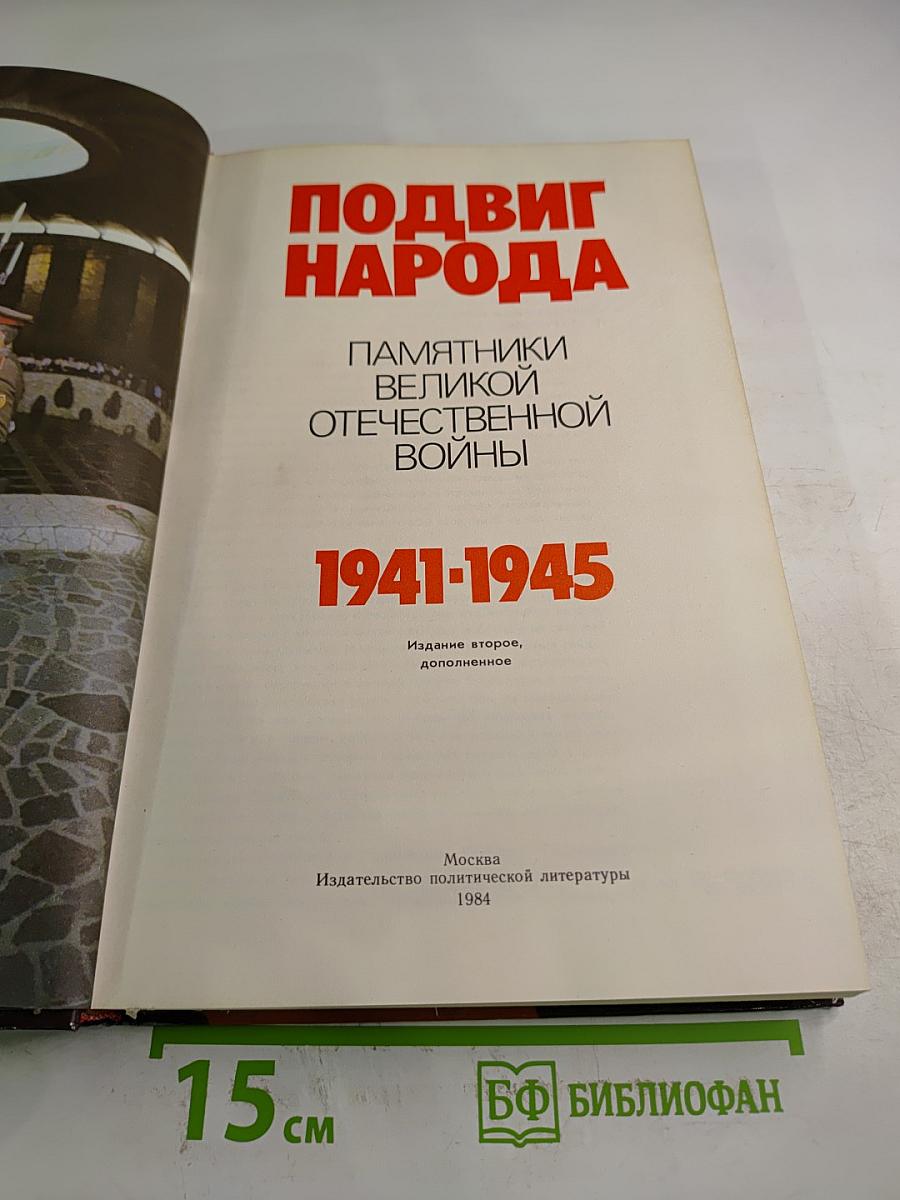 ПОДВИГ
НАРОДА
ПАМЯТНИКИ
ВЕЛИКОЙ
ОТЕЧЕСТВЕННОЙ
ВОЙНЫ
1941·1945
Издание второе,
дополненное
Москва
Издательство политической литературы
1984
15 см
БФ БИБЛИОФАН